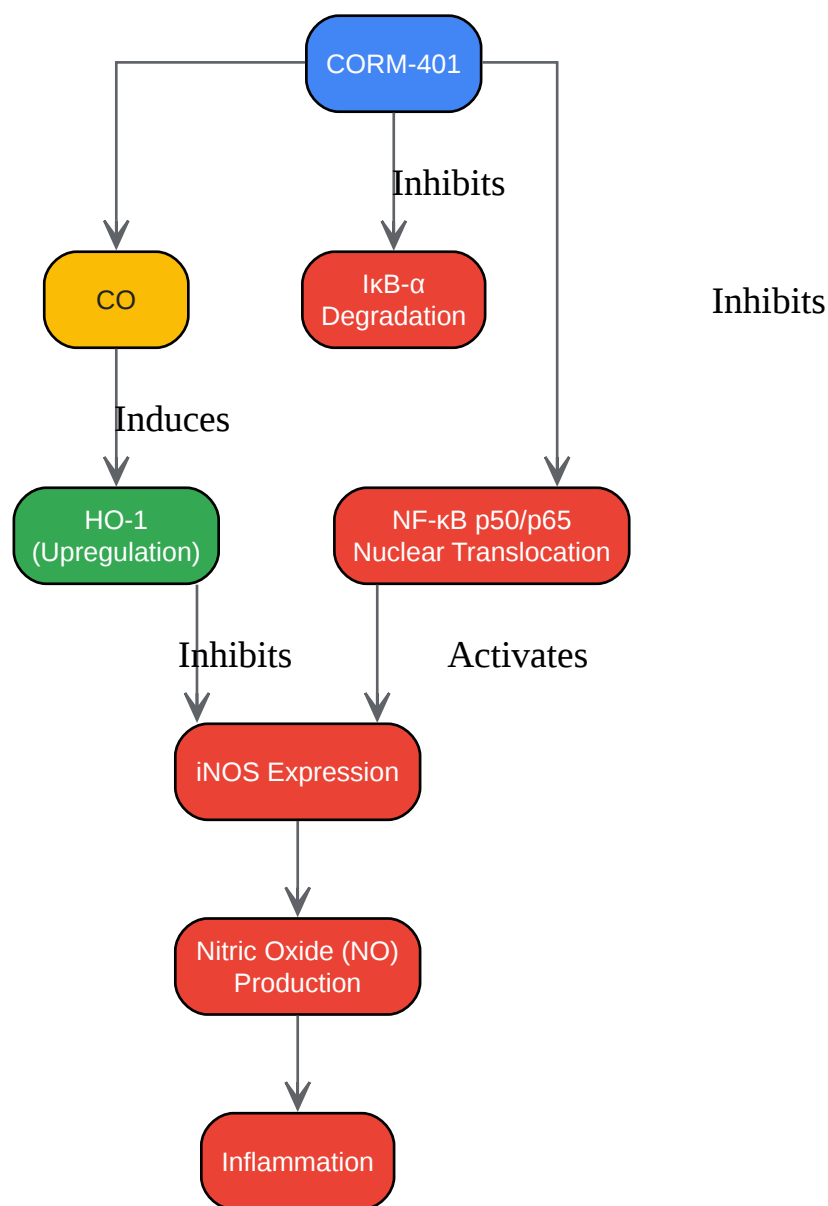 CORM-401
Inhibits
CO
IκB-α
Degradation
Inhibits
Induces
HO-1
(Upregulation)
NF-κB p50/p65
Nuclear Translocation
Inhibits
Activates
iNOS Expression
Nitric Oxide (NO)
Production
Inflammation